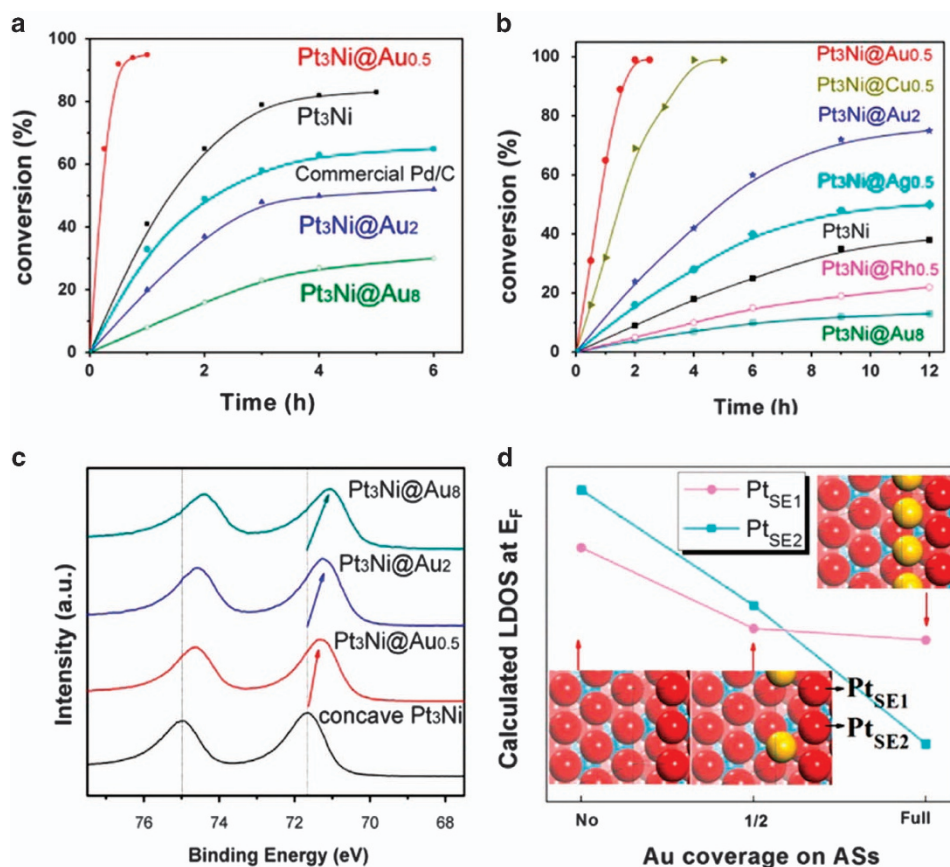 a
conversion (%)
100
80
60
40
20
0
Pt3Ni@Au0.5
Pt3Ni
Commercial Pd/C
Pt3Ni@Au2
Pt3Ni@Au8
0 2 4 6
Time (h)
b
conversion (%)
100
80
60
40
20
0
Pt3Ni@Au0.5
Pt3Ni@Cu0.5
Pt3Ni@Au2
Pt3Ni@Ag0.5
Pt3Ni
Pt3Ni@Rh0.5
Pt3Ni@Au8
0 2 4 6 8 10 12
Time (h)
c
Intensity (a.u.)
Pt3Ni@Au8
Pt3Ni@Au2
Pt3Ni@Au0.5
concave Pt3Ni
76 74 72 70 68
Binding Energy (eV)
d
Calculated LDOS at EF
PtSE1
PtSE2
PtSE1
PtSE2
No 1/2 Full
Au coverage on ASs